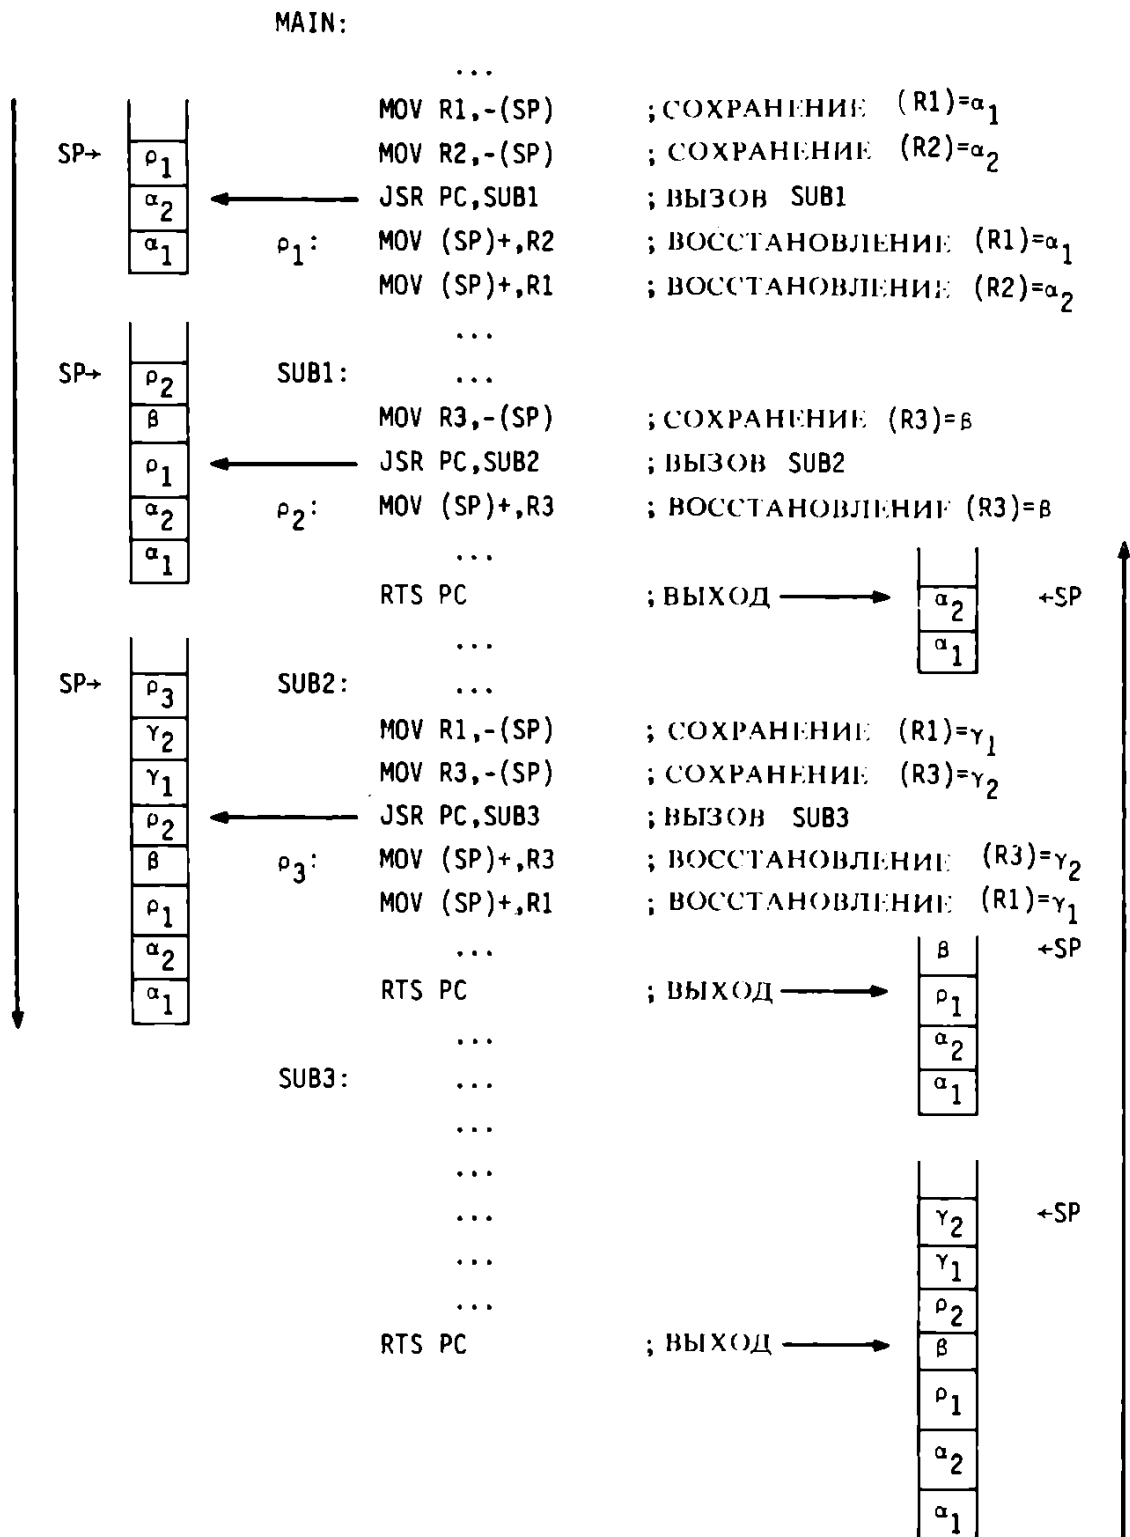 MAIN:
...
MOV R1,-(SP) ; СОХРАНЕНИЕ (R1)=α1
SP→ ρ1 MOV R2,-(SP) ; СОХРАНЕНИЕ (R2)=α2
α2 JSR PC,SUB1 ; ВЫЗОВ SUB1
α1 ρ1: MOV (SP)+,R2 ; ВОССТАНОВЛЕНИЕ (R1)=α1
MOV (SP)+,R1 ; ВОССТАНОВЛЕНИЕ (R2)=α2
...
SP→ ρ2 SUB1: ...
β MOV R3,-(SP) ; СОХРАНЕНИЕ (R3)=β
ρ1 JSR PC,SUB2 ; ВЫЗОВ SUB2
α2 ρ2: MOV (SP)+,R3 ; ВОССТАНОВЛЕНИЕ (R3)=β
α1 ...
RTS PC ; ВЫХОД α2 ←SP
... α1
SP→ ρ3 SUB2: ...
γ2 MOV R1,-(SP) ; СОХРАНЕНИЕ (R1)=γ1
γ1 MOV R3,-(SP) ; СОХРАНЕНИЕ (R3)=γ2
ρ2 JSR PC,SUB3 ; ВЫЗОВ SUB3
β ρ3: MOV (SP)+,R3 ; ВОССТАНОВЛЕНИЕ (R3)=γ2
ρ1 MOV (SP)+,R1 ; ВОССТАНОВЛЕНИЕ (R1)=γ1
α2 ... β ←SP
α1 RTS PC ; ВЫХОД ρ1
... α2
SUB3: ... α1
...
...
... γ2 ←SP
... γ1
... ρ2
RTS PC ; ВЫХОД β
ρ1
α2
α1